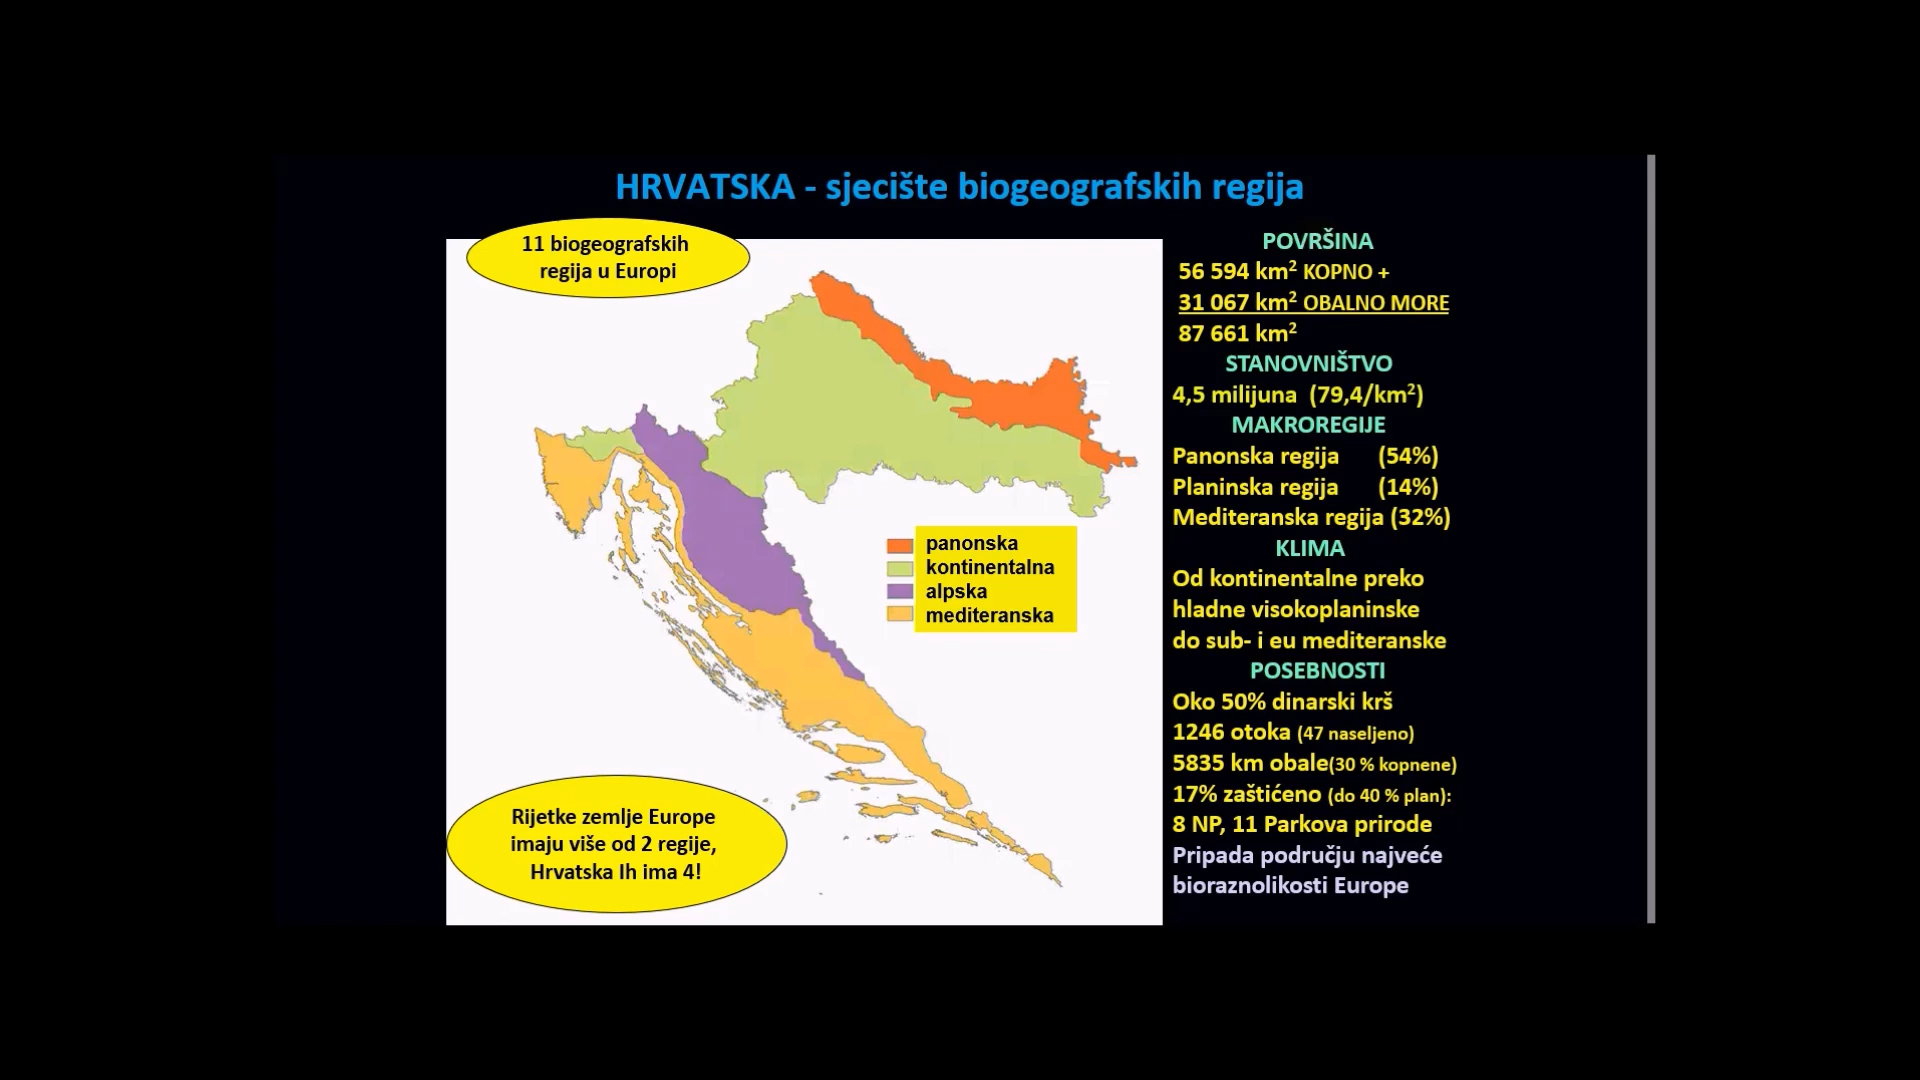 HRVATSKA - sjecište biogeografskih regija
11 biogeografskih
regija u Europi
panonska
kontinentalna
alpska
mediteranska
Rijetke zemlje Europe
imaju više od 2 regije,
Hrvatska Ih ima 4!
POVRŠINA
56 594 km² KOPNO +
31 067 km² OBALNO MORE
87 661 km²
STANOVNIŠTVO
4,5 milijuna (79,4/km²)
MAKROREGIJE
Panonska regija (54%)
Planinska regija (14%)
Mediteranska regija (32%)
KLIMA
Od kontinentalne preko
hladne visokoplaninske
do sub- i eu mediteranske
POSEBNOSTI
Oko 50% dinarski krš
1246 otoka (47 naseljeno)
5835 km obale(30 % kopnene)
17% zaštićeno (do 40 % plan):
8 NP, 11 Parkova prirode
Pripada području najveće
bioraznolikosti Europe